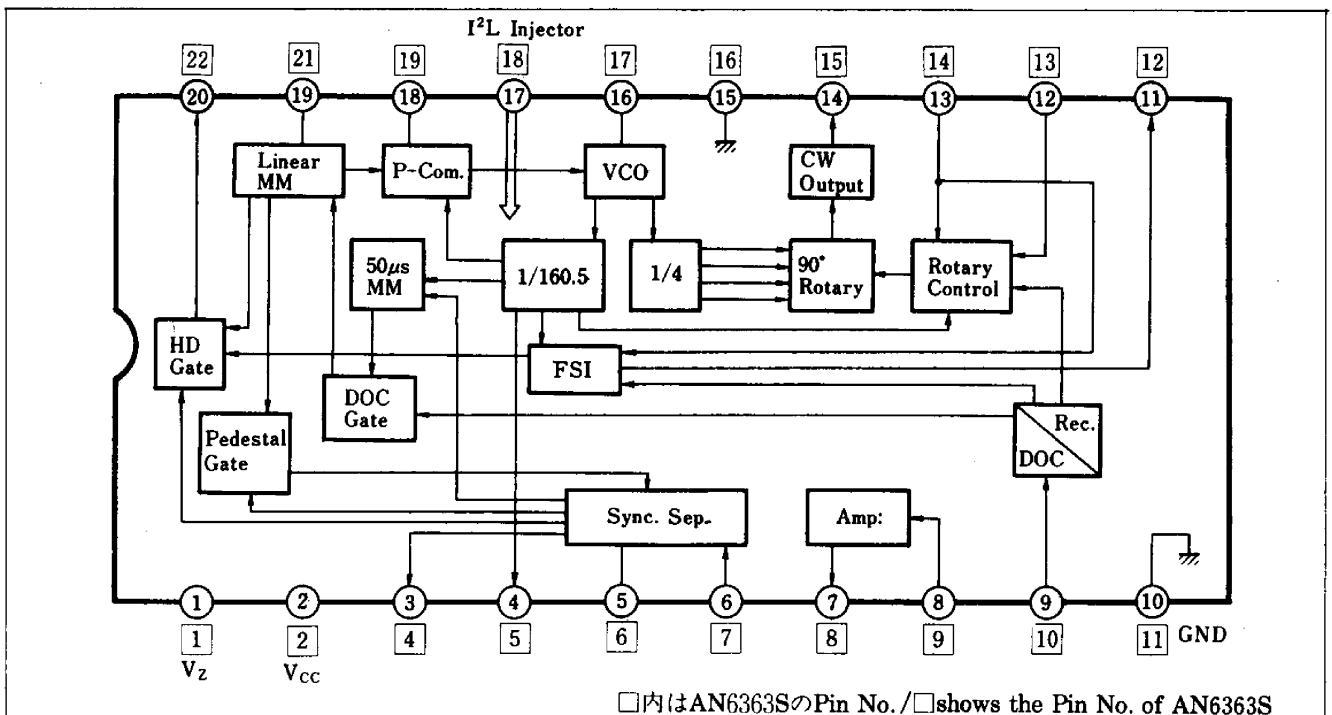 I²L Injector
22 21 19 18 17 16 15 14 13 12
20 19 18 17 16 15 14 13 12 11
Linear
MM
P-Com.
VCO
CW
Output
50μs
MM
1/160.5
1/4
90°
Rotary
Rotary
Control
HD
Gate
FSI
DOC
Gate
Pedestal
Gate
Rec.
DOC
Sync. Sep.
Amp:
1 2 3 4 5 6 7 8 9 10
1 2 4 5 6 7 8 9 10 11 GND
VZ VCC
□内はAN6363SのPin No./□shows the Pin No. of AN6363S